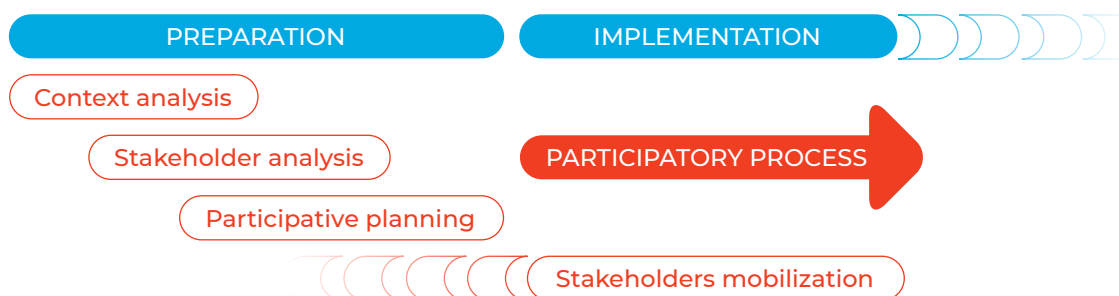 PREPARATION
IMPLEMENTATION
Context analysis
Stakeholder analysis
PARTICIPATORY PROCESS
Participative planning
Stakeholders mobilization